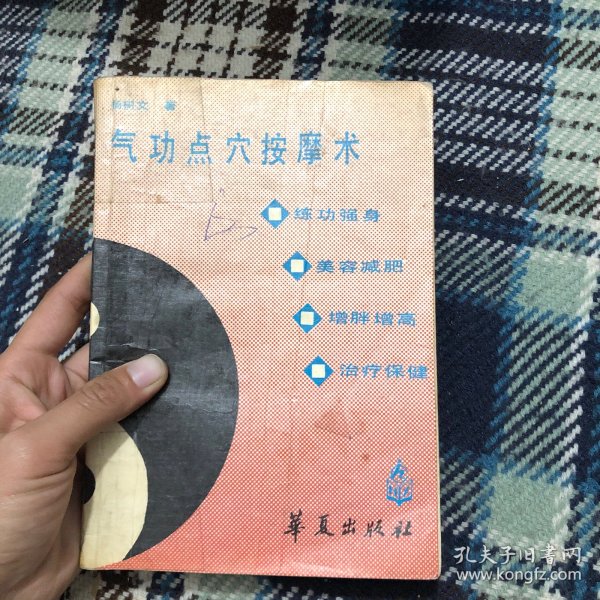 杨树文 著
气功点穴按摩术
练功强身
美容减肥
增胖增高
治疗保健
華夏出版社
孔夫子旧书网
www.kongfz.com